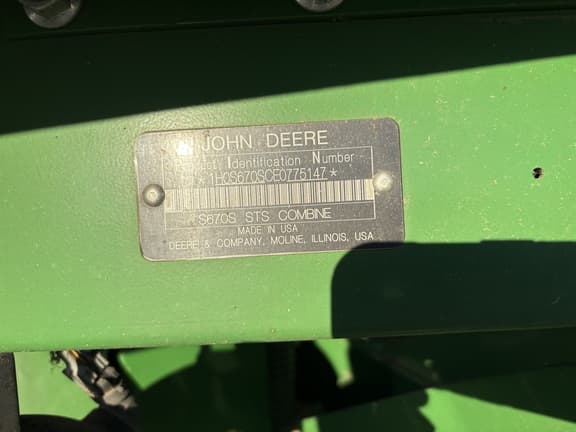 JOHN DEERE
Product Identification Number
*1H0S670SCE0775147*
S670S STS COMBINE
MADE IN USA
DEERE & COMPANY, MOLINE, ILLINOIS, USA